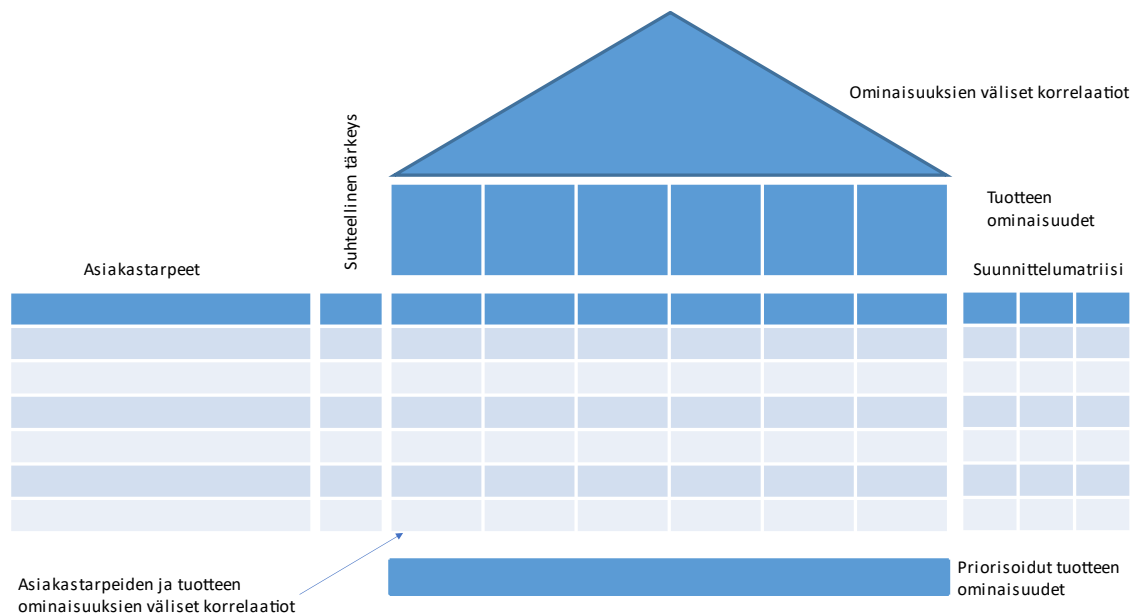 Ominaisuuksien väliset korrelaatiot
Suhteellinen tärkeys
Tuotteen
ominaisuudet
Asiakastarpeet
Suunnittelumatriisi
Asiakastarpeiden ja tuotteen
ominaisuuksien väliset korrelaatiot
Priorisoidut tuotteen
ominaisuudet